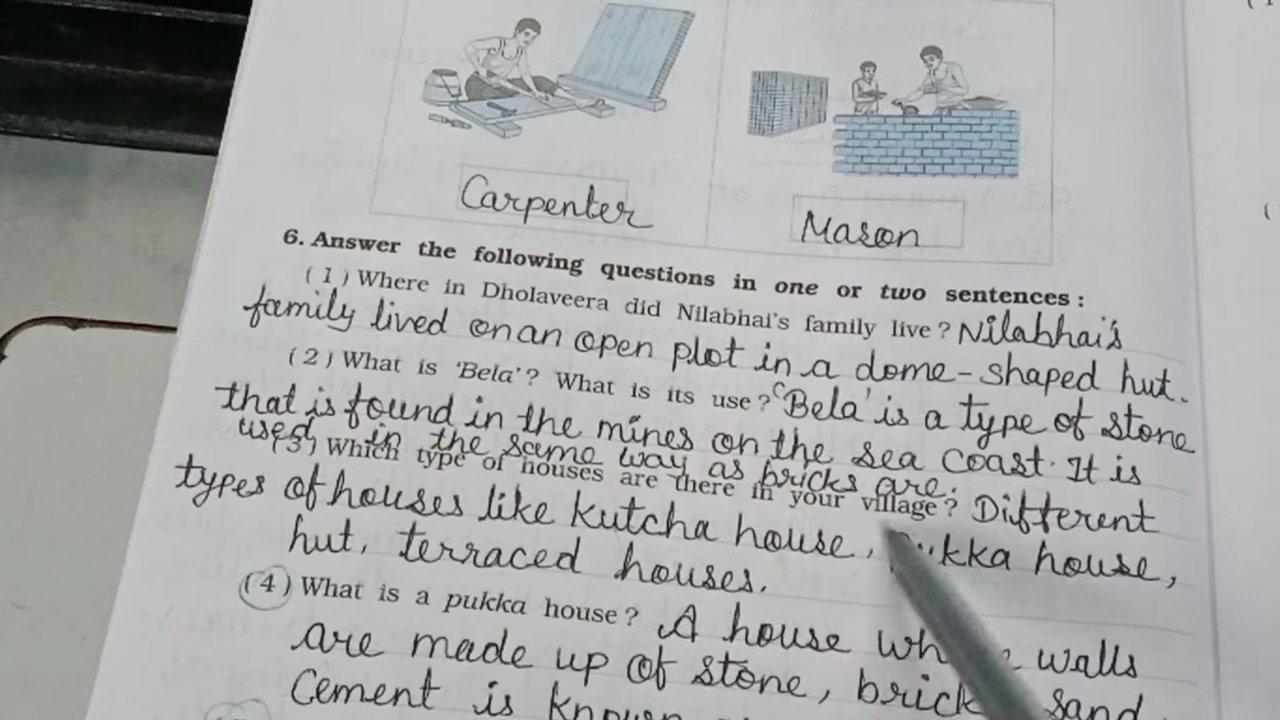 Carpenter
Mason
6. Answer the following questions in one or two sentences :
( 1 ) Where in Dholaveera did Nilabhai's family live ? Nilabhai's
family lived on an open plot in a dome-shaped hut.
( 2 ) What is 'Bela' ? What is its use ? 'Bela' is a type of stone
that is found in the mines on the sea coast. It is
used in the same way as bricks are.
( 3 ) Which type of houses are there in your village ? Different
types of houses like kutcha house, pukka house,
hut, terraced houses.
( 4 ) What is a pukka house ? A house walls
are made up of stone, brick sand
Cement is